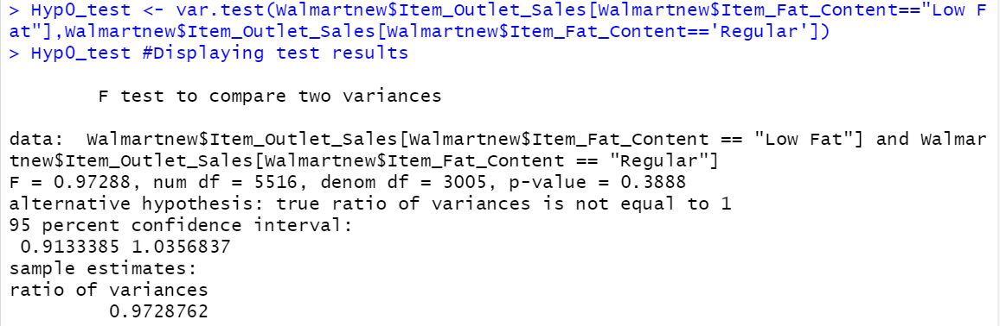 > Hyp0_test <- var.test(Walmartnew$Item_Outlet_Sales[Walmartnew$Item_Fat_Content=="Low F
at"],Walmartnew$Item_Outlet_Sales[Walmartnew$Item_Fat_Content=='Regular'])
> Hyp0_test #Displaying test results
F test to compare two variances
data:  Walmartnew$Item_Outlet_Sales[Walmartnew$Item_Fat_Content == "Low Fat"] and Walmar
tnew$Item_Outlet_Sales[Walmartnew$Item_Fat_Content == "Regular"]
F = 0.97288, num df = 5516, denom df = 3005, p-value = 0.3888
alternative hypothesis: true ratio of variances is not equal to 1
95 percent confidence interval:
 0.9133385 1.0356837
sample estimates:
ratio of variances
0.9728762